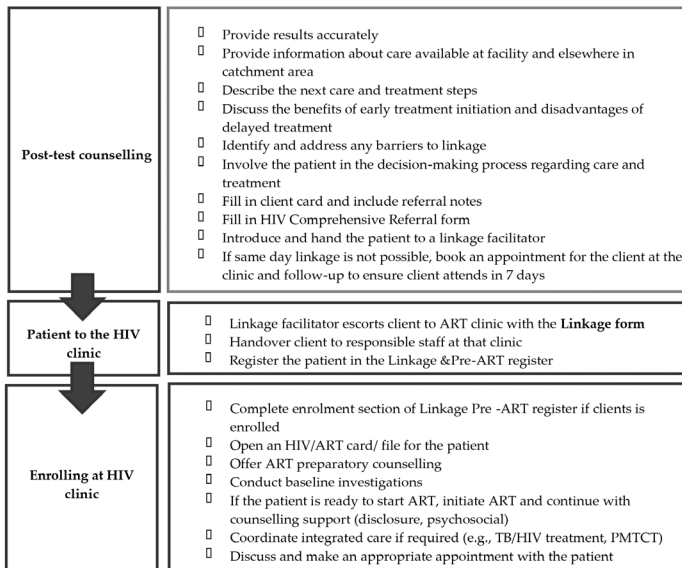 Post-test counselling
▯ Provide results accurately
▯ Provide information about care available at facility and elsewhere in
catchment area
▯ Describe the next care and treatment steps
▯ Discuss the benefits of early treatment initiation and disadvantages of
delayed treatment
▯ Identify and address any barriers to linkage
▯ Involve the patient in the decision-making process regarding care and
treatment
▯ Fill in client card and include referral notes
▯ Fill in HIV Comprehensive Referral form
▯ Introduce and hand the patient to a linkage facilitator
▯ If same day linkage is not possible, book an appointment for the client at the
clinic and follow-up to ensure client attends in 7 days
Patient to the HIV
clinic
▯ Linkage facilitator escorts client to ART clinic with the Linkage form
▯ Handover client to responsible staff at that clinic
▯ Register the patient in the Linkage &Pre-ART register
Enrolling at HIV
clinic
▯ Complete enrolment section of Linkage Pre -ART register if clients is
enrolled
▯ Open an HIV/ART card/ file for the patient
▯ Offer ART preparatory counselling
▯ Conduct baseline investigations
▯ If the patient is ready to start ART, initiate ART and continue with
counselling support (disclosure, psychosocial)
▯ Coordinate integrated care if required (e.g., TB/HIV treatment, PMTCT)
▯ Discuss and make an appropriate appointment with the patient